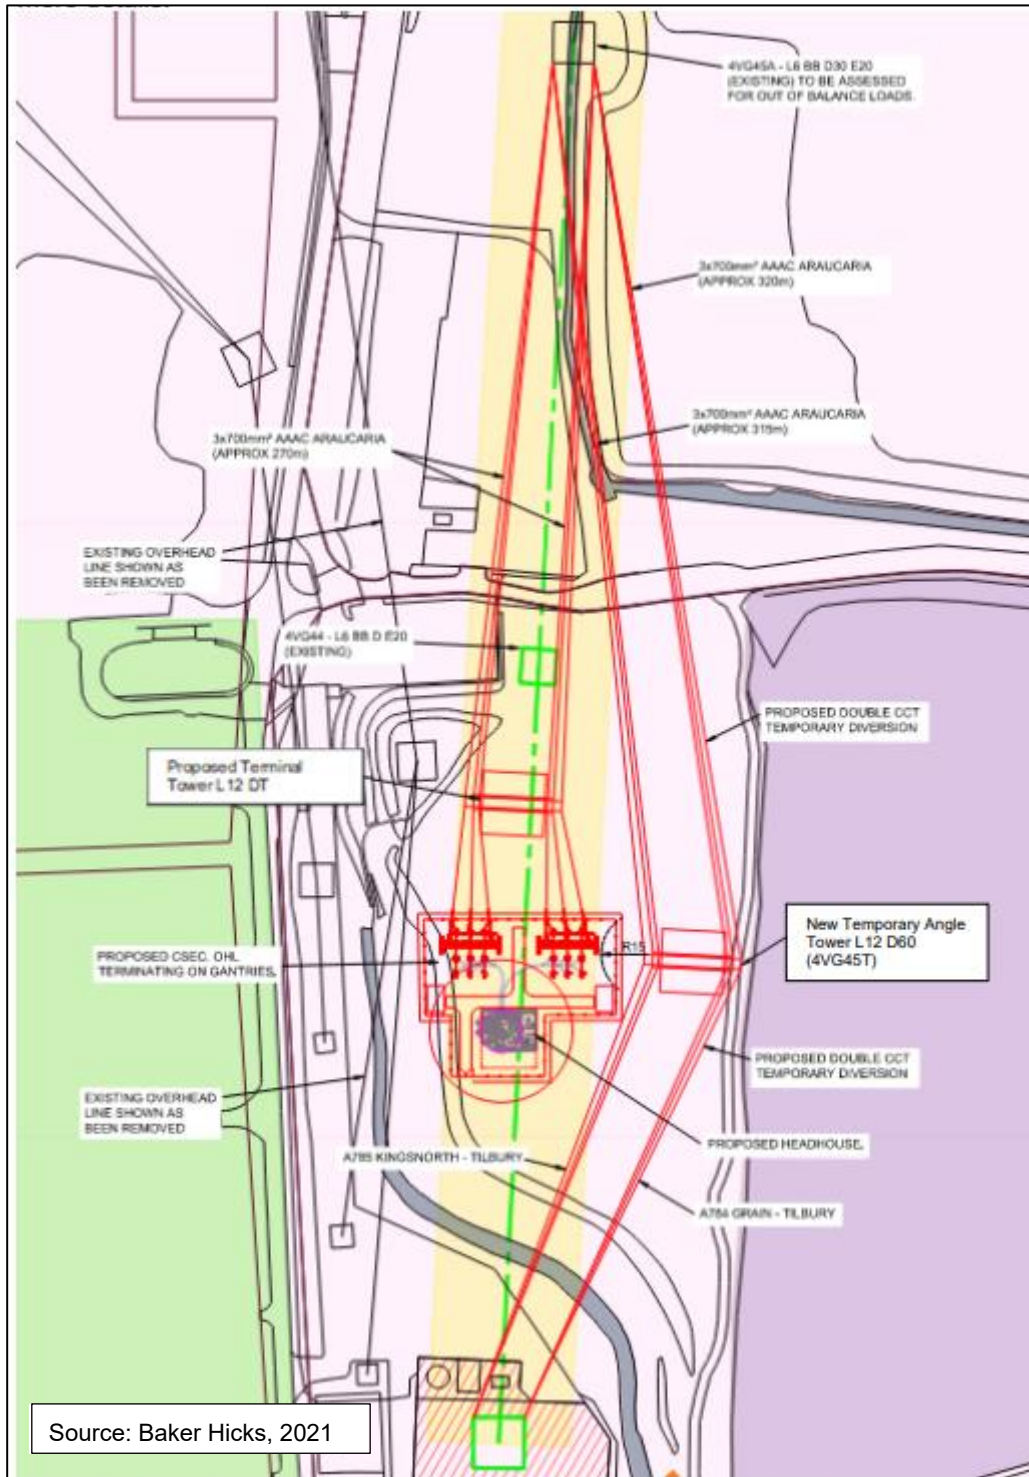 4VG45A - L6 BB D30 E20
(EXISTING) TO BE ASSESSED
FOR OUT OF BALANCE LOADS.
3x700mm² AAAC ARAUCARIA
(APPROX 320m)
3x700mm² AAAC ARAUCARIA
(APPROX 315m)
3x700mm² AAAC ARAUCARIA
(APPROX 270m)
EXISTING OVERHEAD
LINE SHOWN AS
BEEN REMOVED
4VG44 - L6 BB D E20
(EXISTING)
PROPOSED DOUBLE CCT
TEMPORARY DIVERSION
Proposed Terminal
Tower L12 DT
New Temporary Angle
Tower L12 D60
(4VG45T)
R15
PROPOSED CSEC. OHL
TERMINATING ON GANTRIES.
PROPOSED DOUBLE CCT
TEMPORARY DIVERSION
EXISTING OVERHEAD
LINE SHOWN AS
BEEN REMOVED
PROPOSED HEADHOUSE.
A785 KINGSNORTH - TILBURY
A784 GRAIN - TILBURY
Source: Baker Hicks, 2021